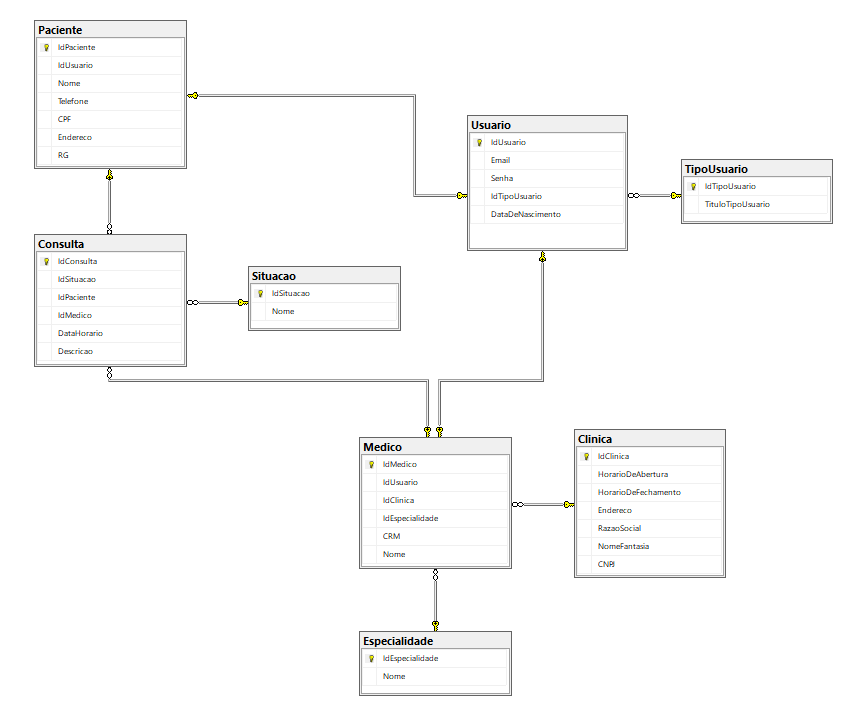 Paciente
IdPaciente
IdUsuario
Nome
Telefone
CPF
Endereco
RG
Usuario
IdUsuario
Email
Senha
IdTipoUsuario
DataDeNascimento
TipoUsuario
IdTipoUsuario
TituloTipoUsuario
Consulta
IdConsulta
IdSituacao
IdPaciente
IdMedico
DataHorario
Descricao
Situacao
IdSituacao
Nome
Medico
IdMedico
IdUsuario
IdClinica
IdEspecialidade
CRM
Nome
Clinica
IdClinica
HorarioDeAbertura
HorarioDeFechamento
Endereco
RazaoSocial
NomeFantasia
CNPJ
Especialidade
IdEspecialidade
Nome